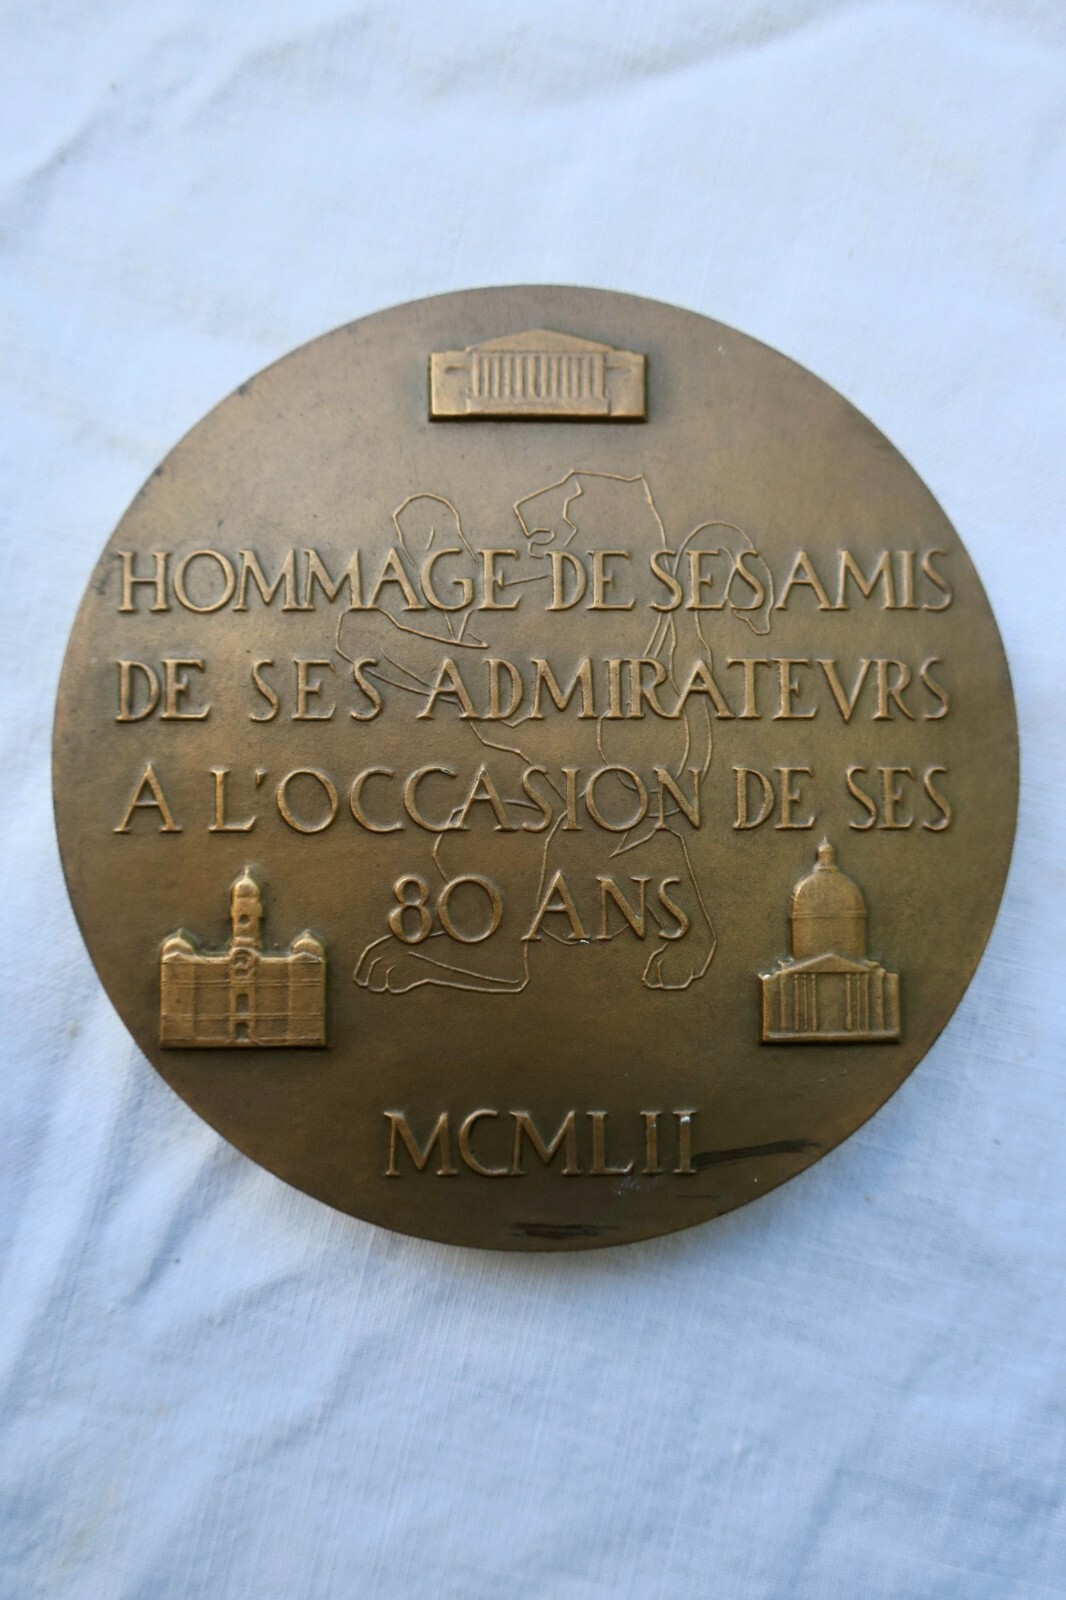 HOMMAGE DE SES AMIS
DE SES ADMIRATEVRS
A L'OCCASION DE SES
80 ANS
MCMLII